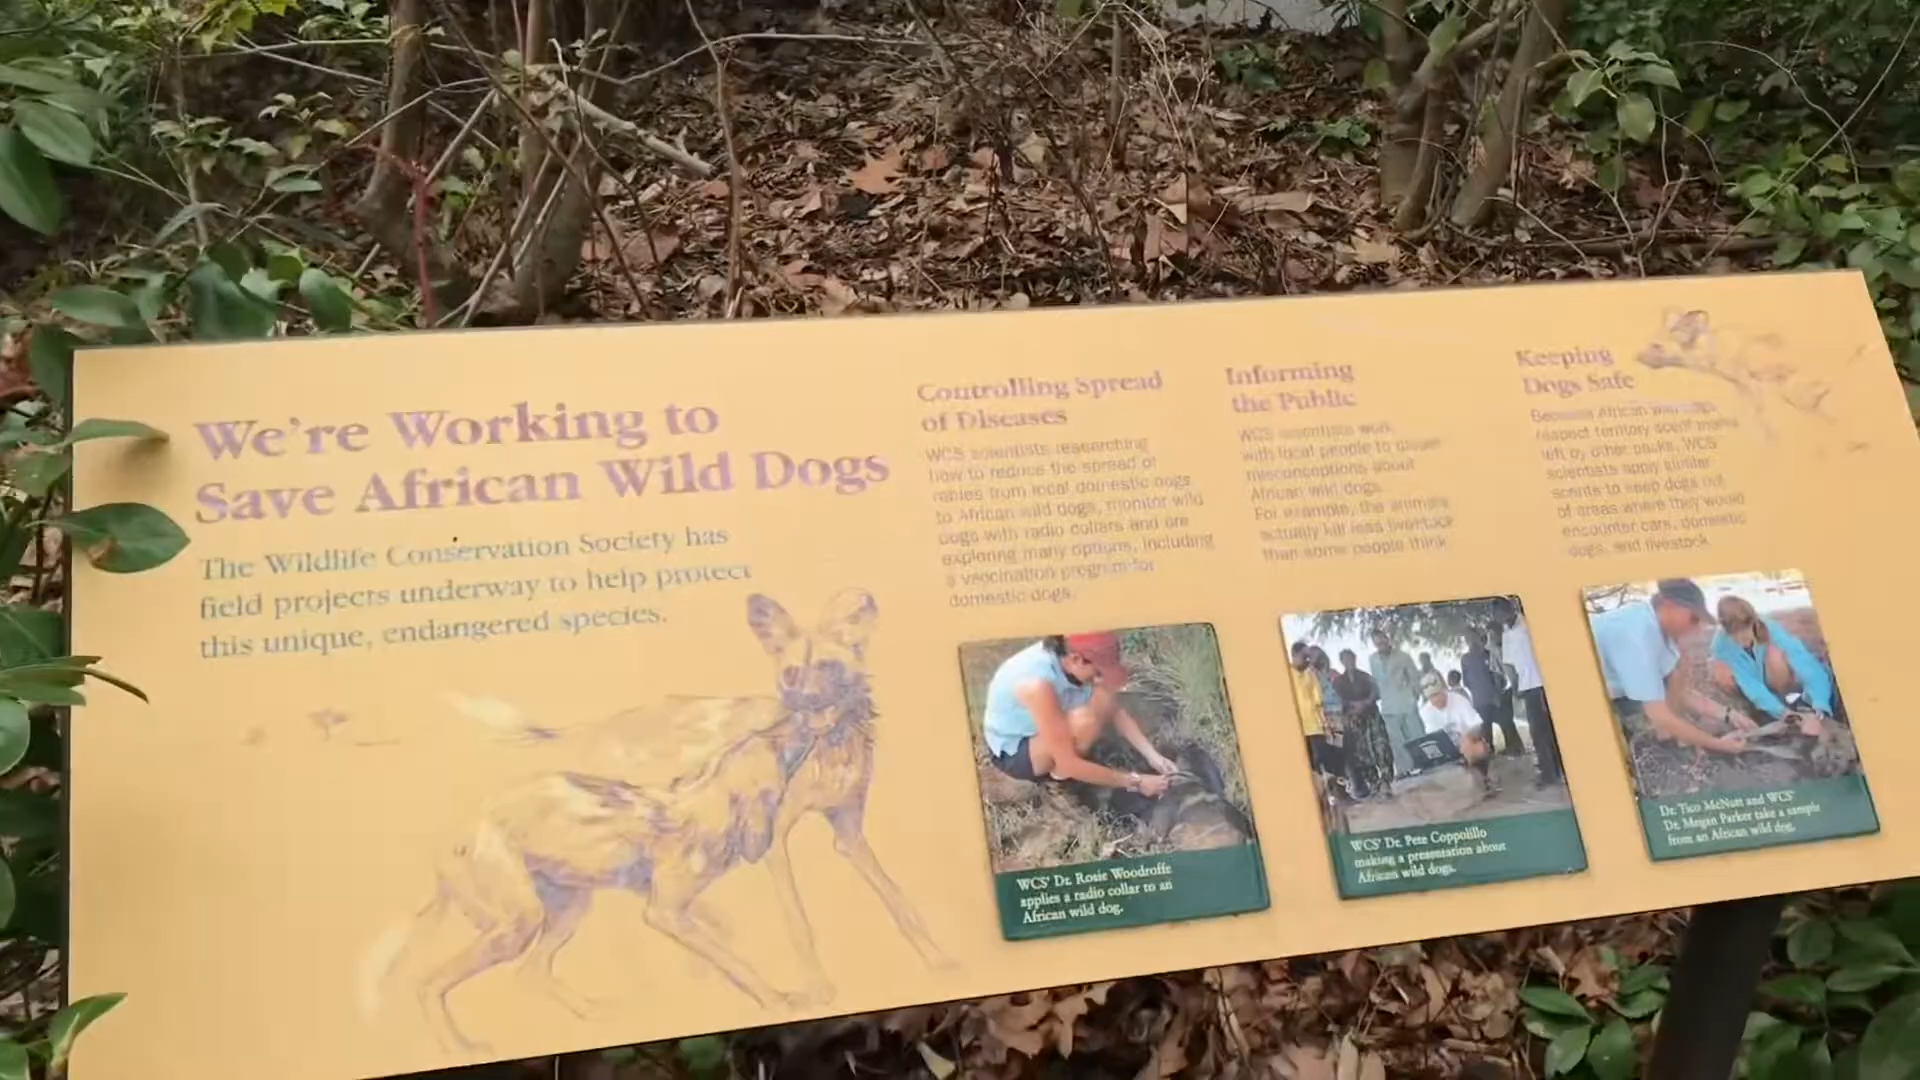 We're Working to
Save African Wild Dogs
The Wildlife Conservation Society has
field projects underway to help protect
this unique, endangered species.
Controlling Spread
of Diseases
WCS scientists researching
how to reduce the spread of
rabies from local domestic dogs
to African wild dogs, monitor wild
dogs with radio collars and are
exploring many options, including
a vaccination program for
domestic dogs.
Informing
the Public
WCS scientists work
with local people to
misconceptions about
African wild dogs.
For example, the animals
actually kill less livestock
than some people think.
Keeping
Dogs Safe
Because African wild dogs
respect territory scent marks
left by other packs, WCS
scientists apply similar
scents to keep dogs out
of areas where they would
encounter cars, domestic
dogs, and livestock.
WCS' Dr. Rosie Woodroffe
applies a radio collar to an
African wild dog.
WCS' Dr. Pete Coppolillo
making a presentation about
African wild dogs.
Dr. Tico McNutt and WCS'
Dr. Megan Parker take a sample
from an African wild dog.